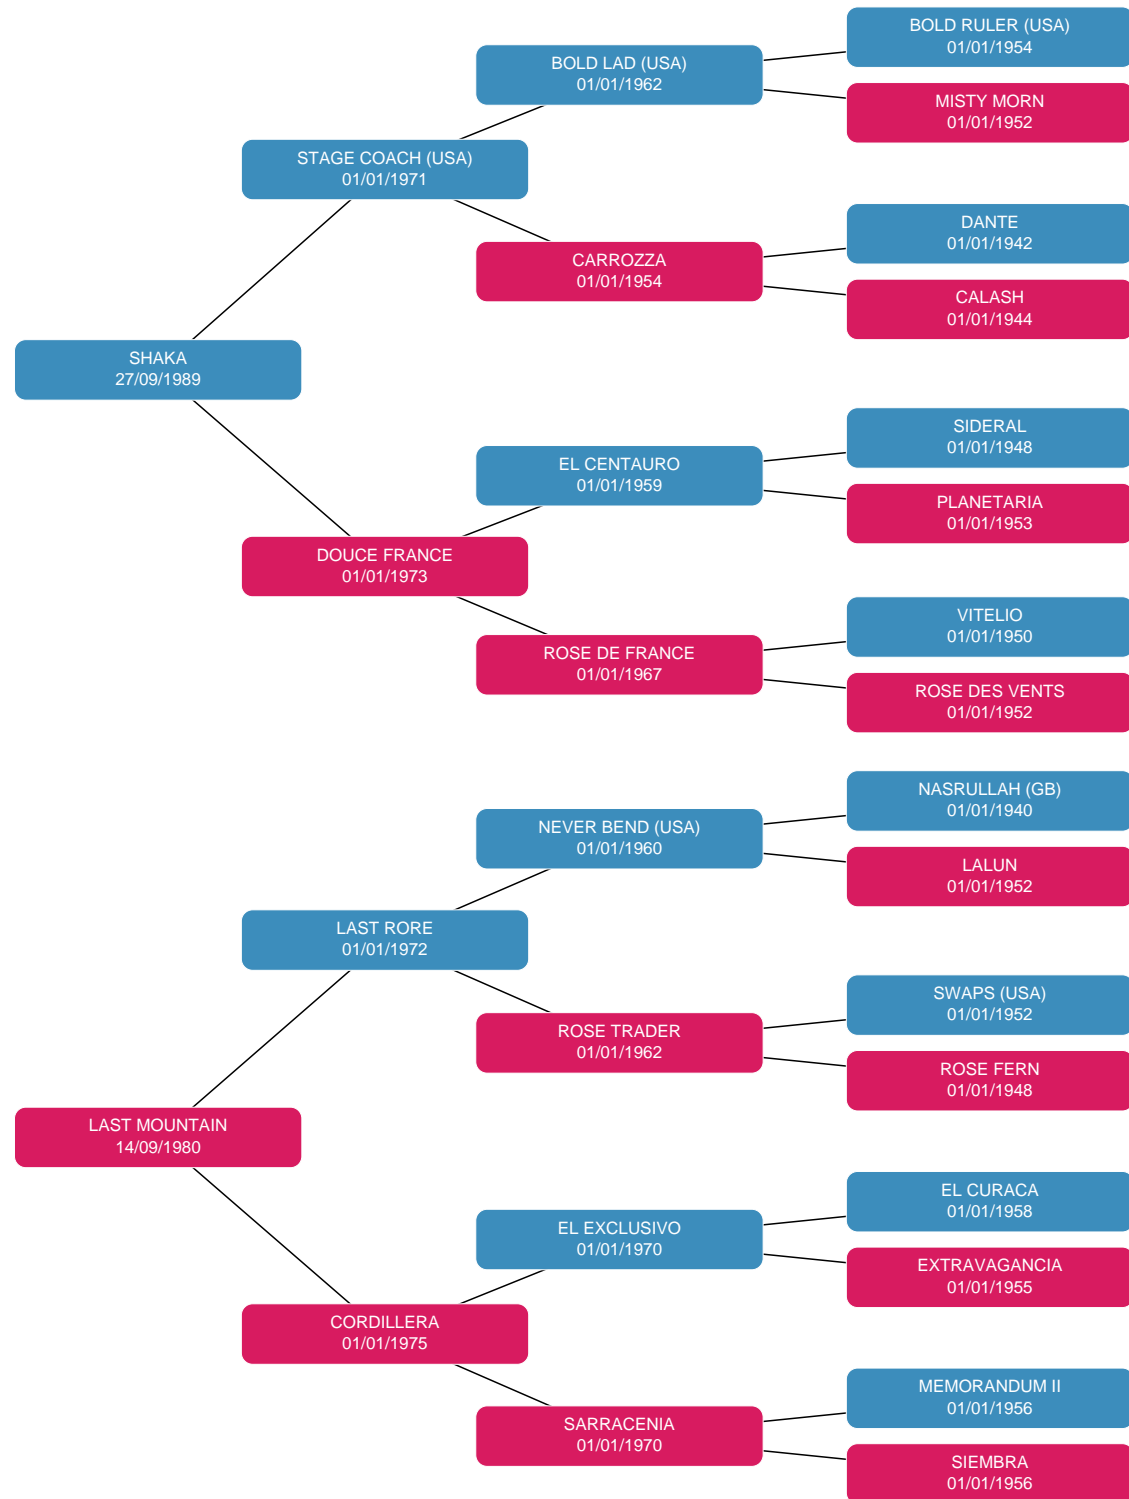 BOLD RULER (USA)
01/01/1954
BOLD LAD (USA)
01/01/1962
MISTY MORN
01/01/1952
STAGE COACH (USA)
01/01/1971
DANTE
01/01/1942
CARROZZA
01/01/1954
CALASH
01/01/1944
SHAKA
27/09/1989
SIDERAL
01/01/1948
EL CENTAURO
01/01/1959
PLANETARIA
01/01/1953
DOUCE FRANCE
01/01/1973
VITELIO
01/01/1950
ROSE DE FRANCE
01/01/1967
ROSE DES VENTS
01/01/1952
NASRULLAH (GB)
01/01/1940
NEVER BEND (USA)
01/01/1960
LALUN
01/01/1952
LAST RORE
01/01/1972
SWAPS (USA)
01/01/1952
ROSE TRADER
01/01/1962
ROSE FERN
01/01/1948
LAST MOUNTAIN
14/09/1980
EL CURACA
01/01/1958
EL EXCLUSIVO
01/01/1970
EXTRAVAGANCIA
01/01/1955
CORDILLERA
01/01/1975
MEMORANDUM II
01/01/1956
SARRACENIA
01/01/1970
SIEMBRA
01/01/1956